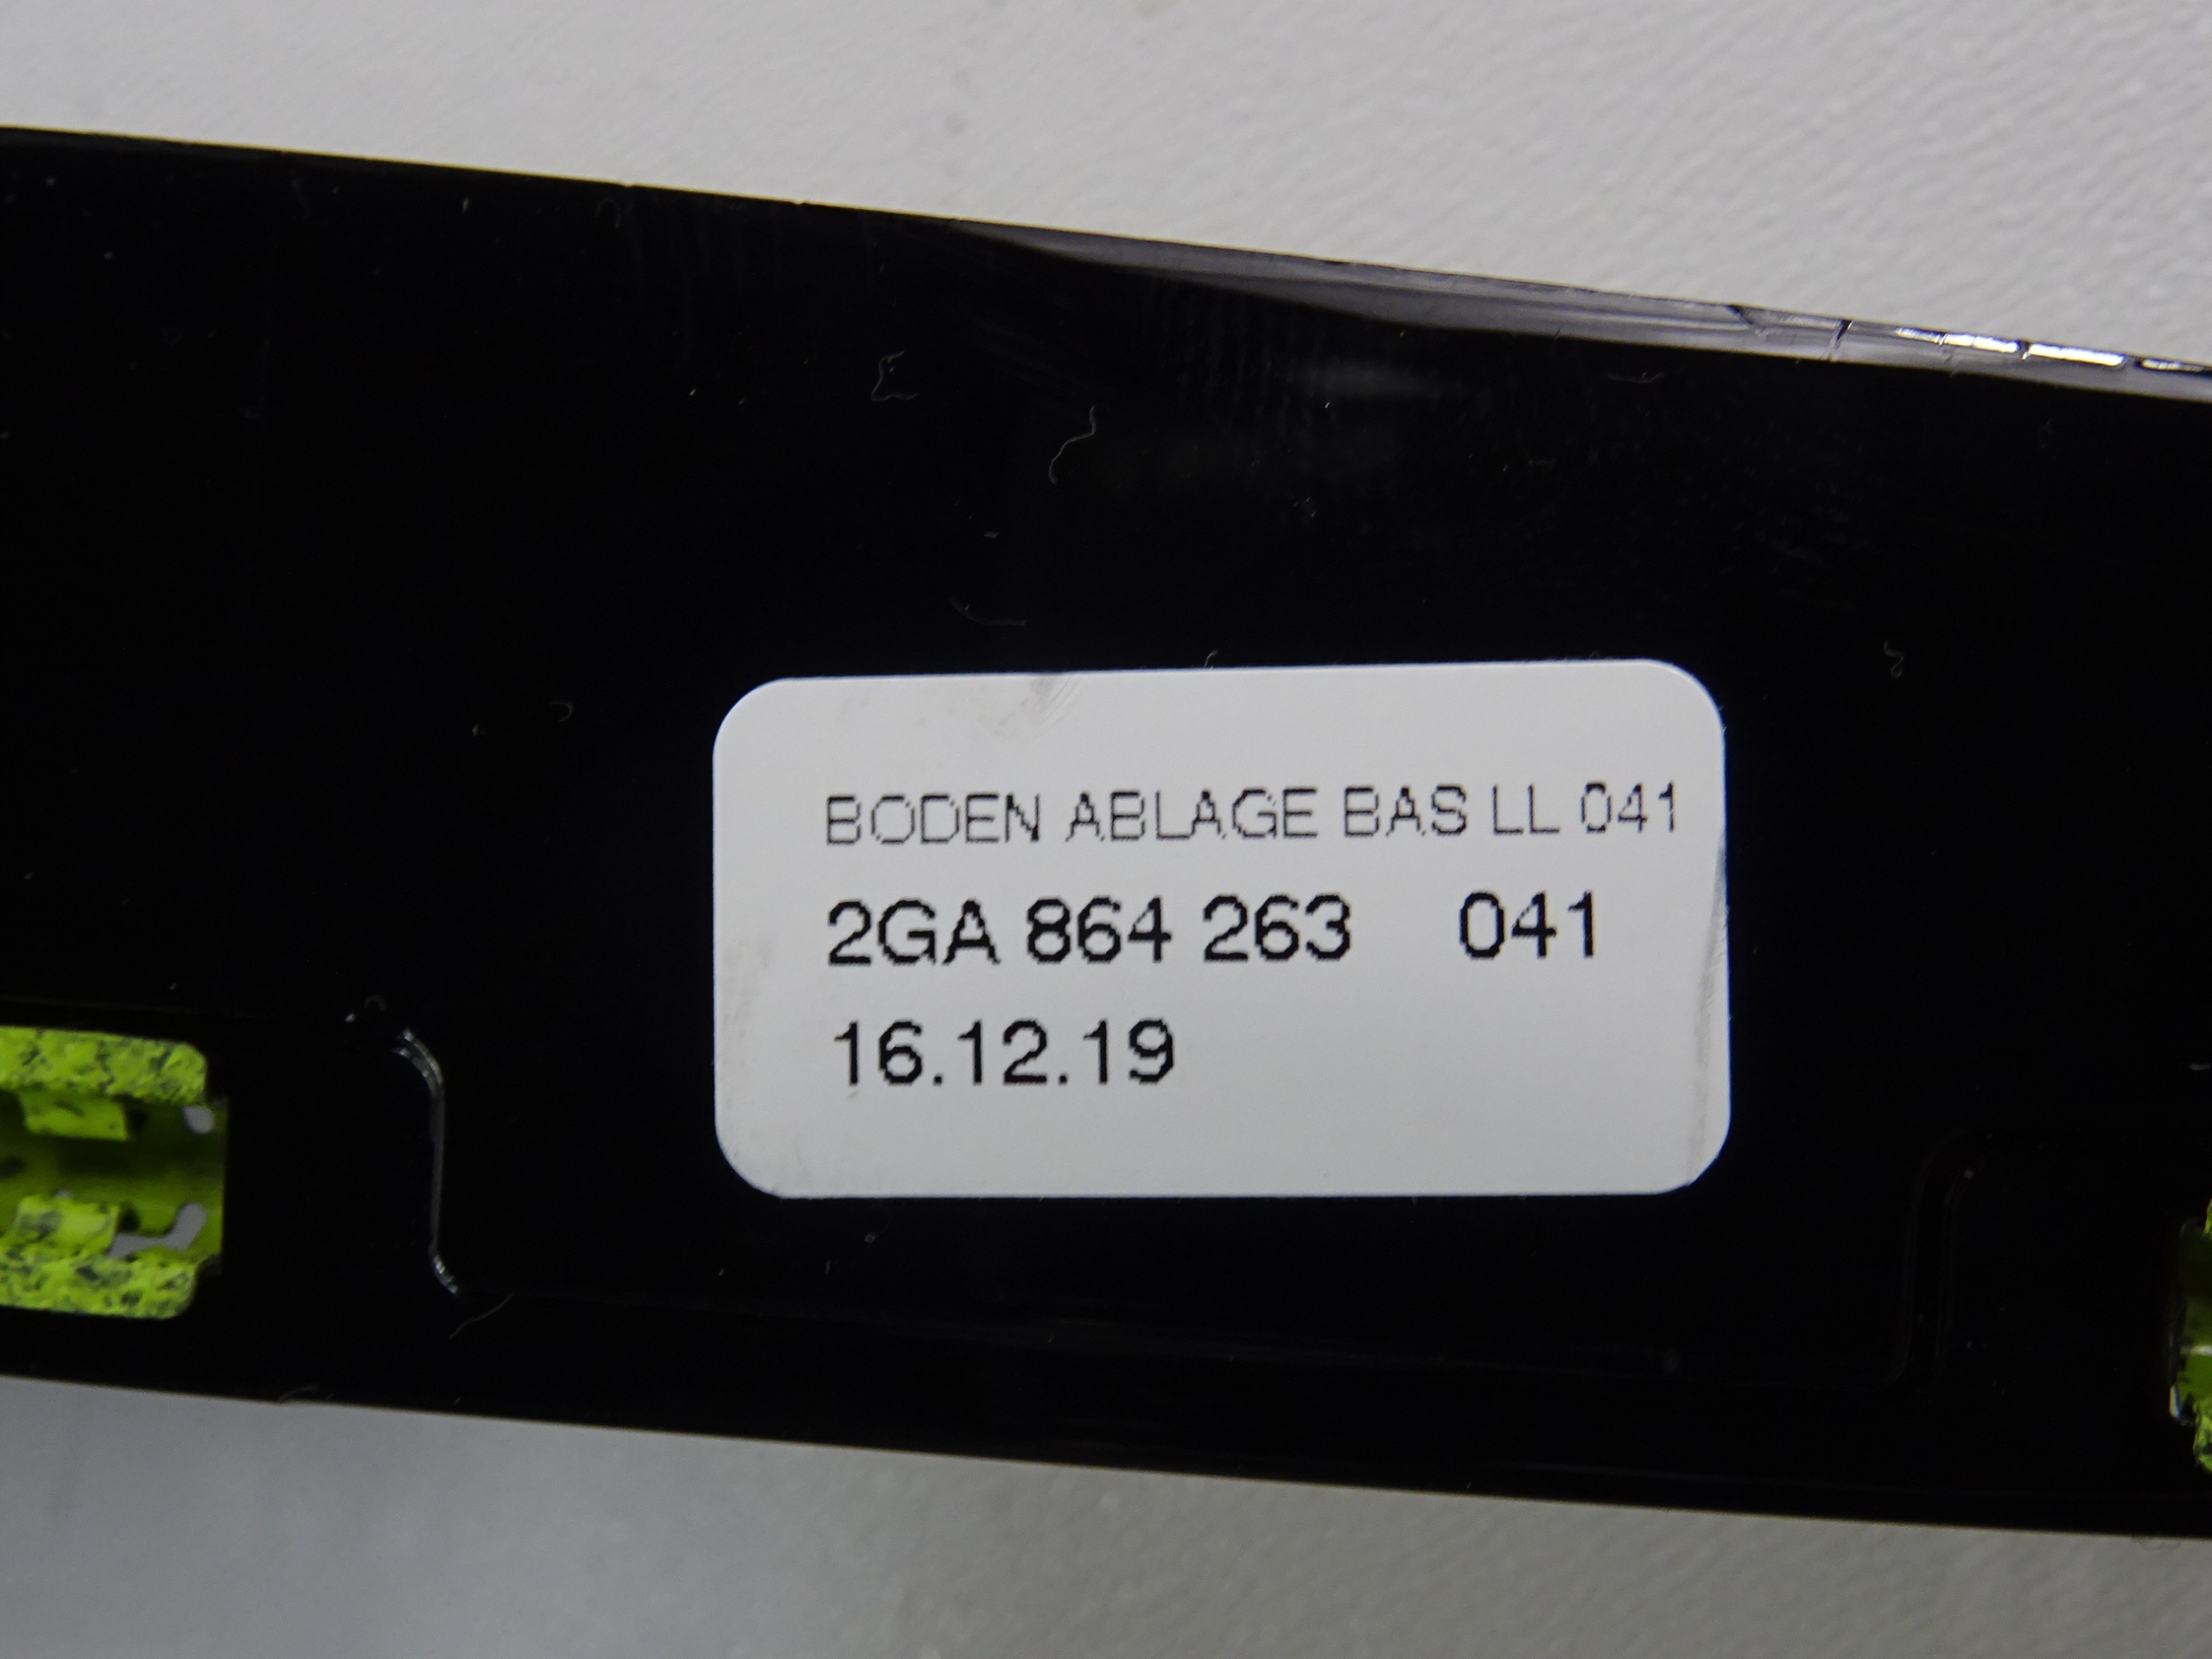 BODEN ABLAGE BAS LL 041
2GA 864 263 041
16.12.19